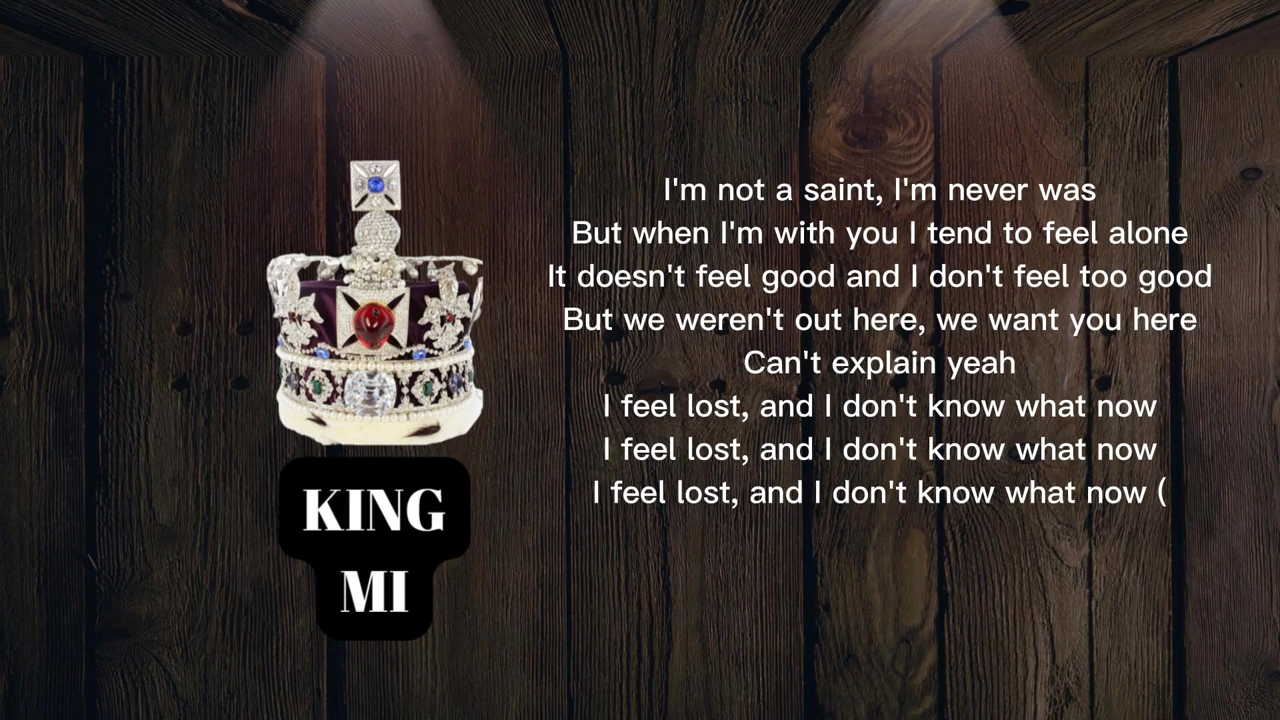 I'm not a saint, I'm never was
But when I'm with you I tend to feel alone
It doesn't feel good and I don't feel too good
But we weren't out here, we want you here
Can't explain yeah
I feel lost, and I don't know what now
I feel lost, and I don't know what now
I feel lost, and I don't know what now (
KING
MI